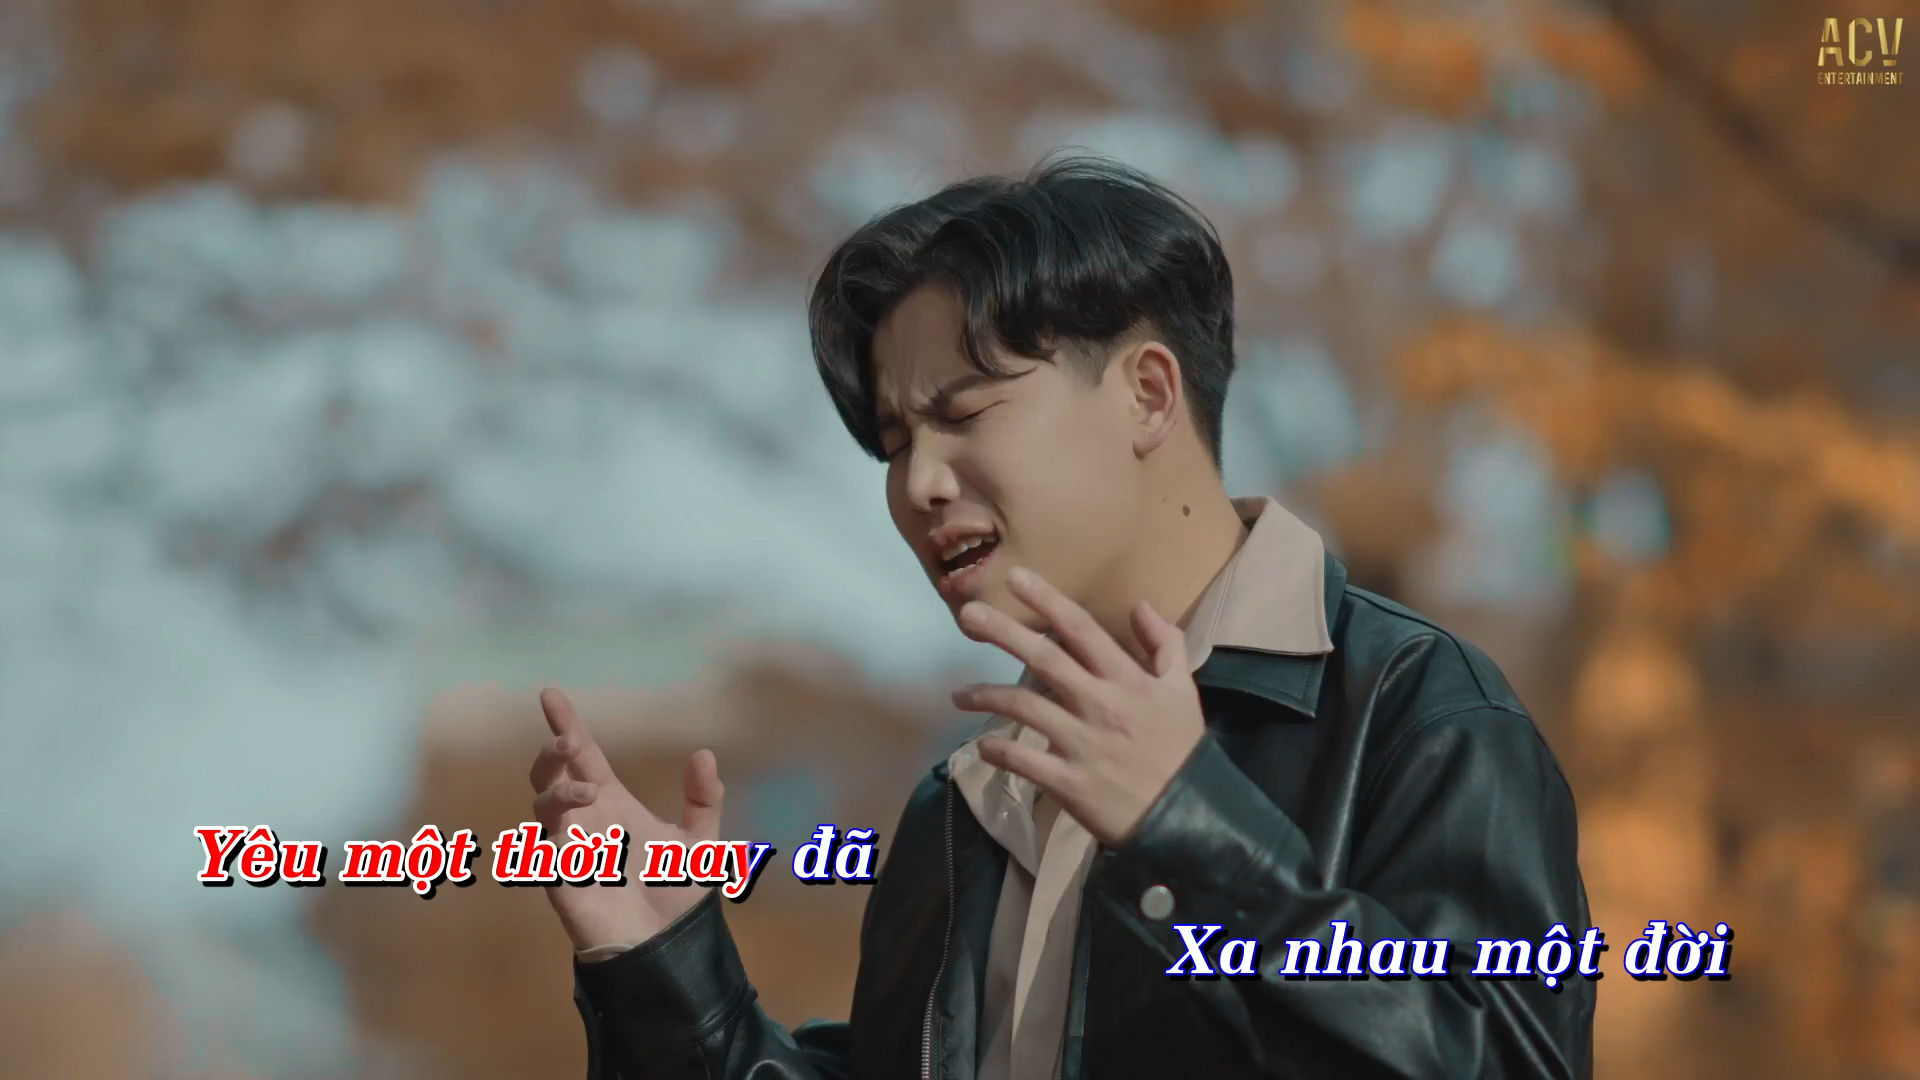 ACV
ENTERTAINMENT
Yêu một thời nay đã
Xa nhau một đời